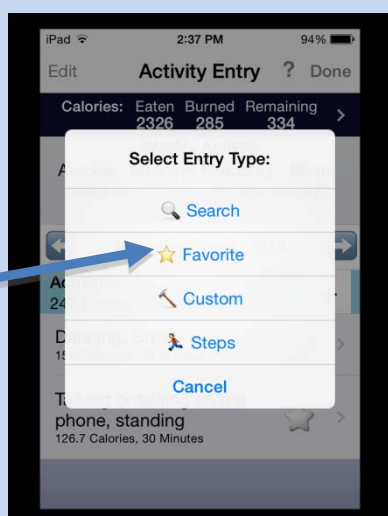 iPad 2:37 PM 94%
Edit Activity Entry ? Done
Calories: Eaten Burned Remaining
2326 285 334
Select Entry Type:
Search
Favorite
Custom
Steps
Cancel
phone, standing
126.7 Calories, 30 Minutes